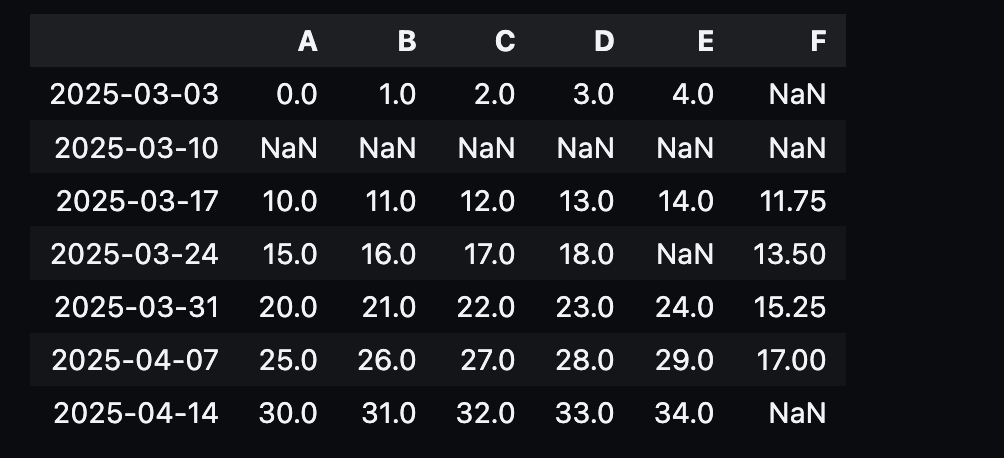 A B C D E F
2025-03-03 0.0 1.0 2.0 3.0 4.0 NaN
2025-03-10 NaN NaN NaN NaN NaN NaN
2025-03-17 10.0 11.0 12.0 13.0 14.0 11.75
2025-03-24 15.0 16.0 17.0 18.0 NaN 13.50
2025-03-31 20.0 21.0 22.0 23.0 24.0 15.25
2025-04-07 25.0 26.0 27.0 28.0 29.0 17.00
2025-04-14 30.0 31.0 32.0 33.0 34.0 NaN